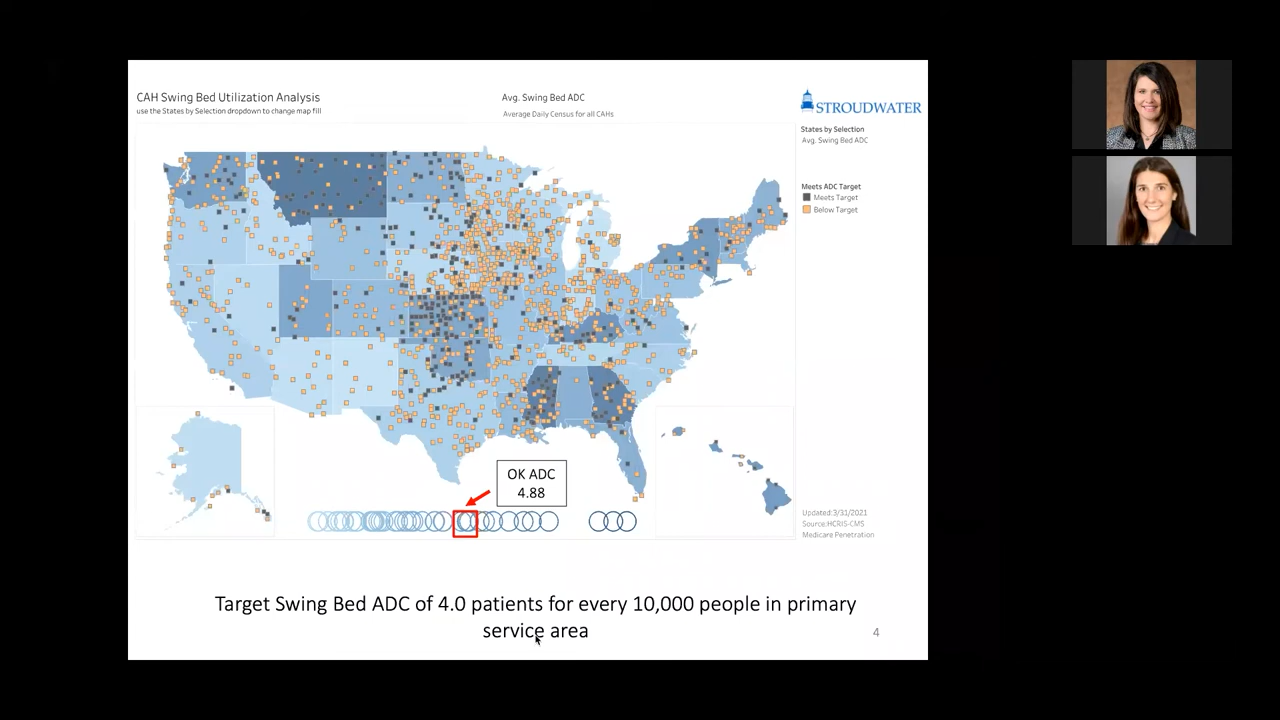 CAH Swing Bed Utilization Analysis
use the States by Selection dropdown to change map fill
Avg. Swing Bed ADC
Average Daily Census for all CAHs
STROUDWATER
States by Selection
Avg. Swing Bed ADC
Meets ADC Target
Meets Target
Below Target
OK ADC
4.88
Updated:3/31/2021
Source:HCRIS-CMS
Medicare Penetration
Target Swing Bed ADC of 4.0 patients for every 10,000 people in primary
service area
4